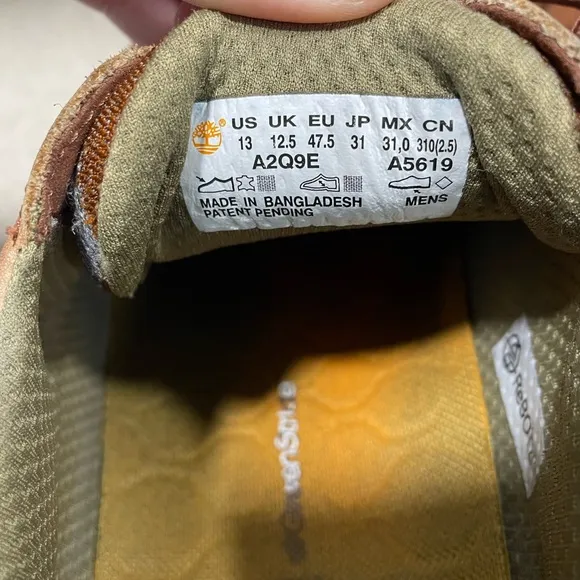 ®
US UK EU JP MX CN
13 12.5 47.5 31 31,0 310(2.5)
A2Q9E A5619
MADE IN BANGLADESH
PATENT PENDING MENS